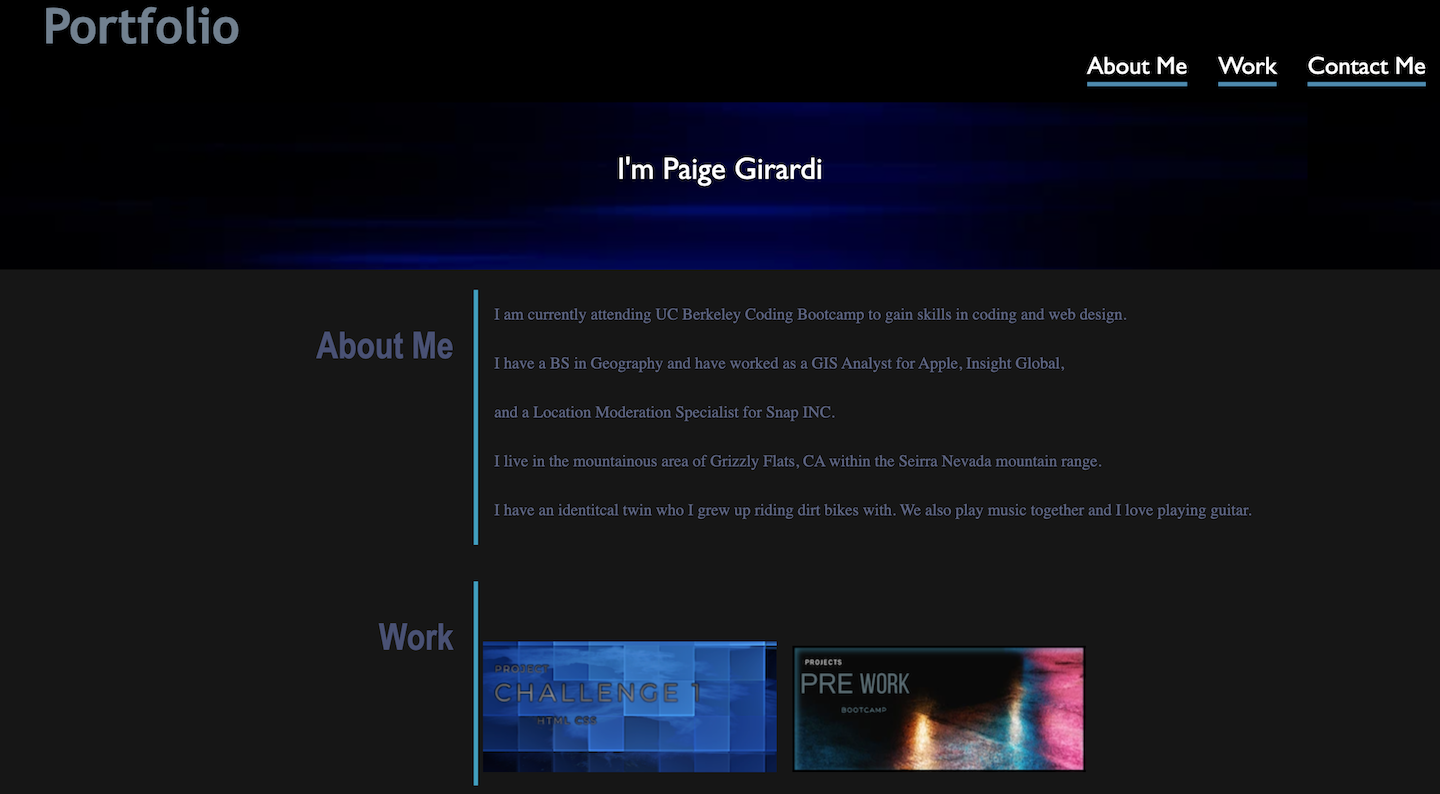 Portfolio
About Me Work Contact Me
I'm Paige Girardi
About Me
I am currently attending UC Berkeley Coding Bootcamp to gain skills in coding and web design.
I have a BS in Geography and have worked as a GIS Analyst for Apple, Insight Global,
and a Location Moderation Specialist for Snap INC.
I live in the mountainous area of Grizzly Flats, CA within the Seirra Nevada mountain range.
I have an identitcal twin who I grew up riding dirt bikes with. We also play music together and I love playing guitar.
Work
PROJECT
CHALLENGE 1
HTML CSS
PROJECTS
PRE WORK
BOOTCAMP